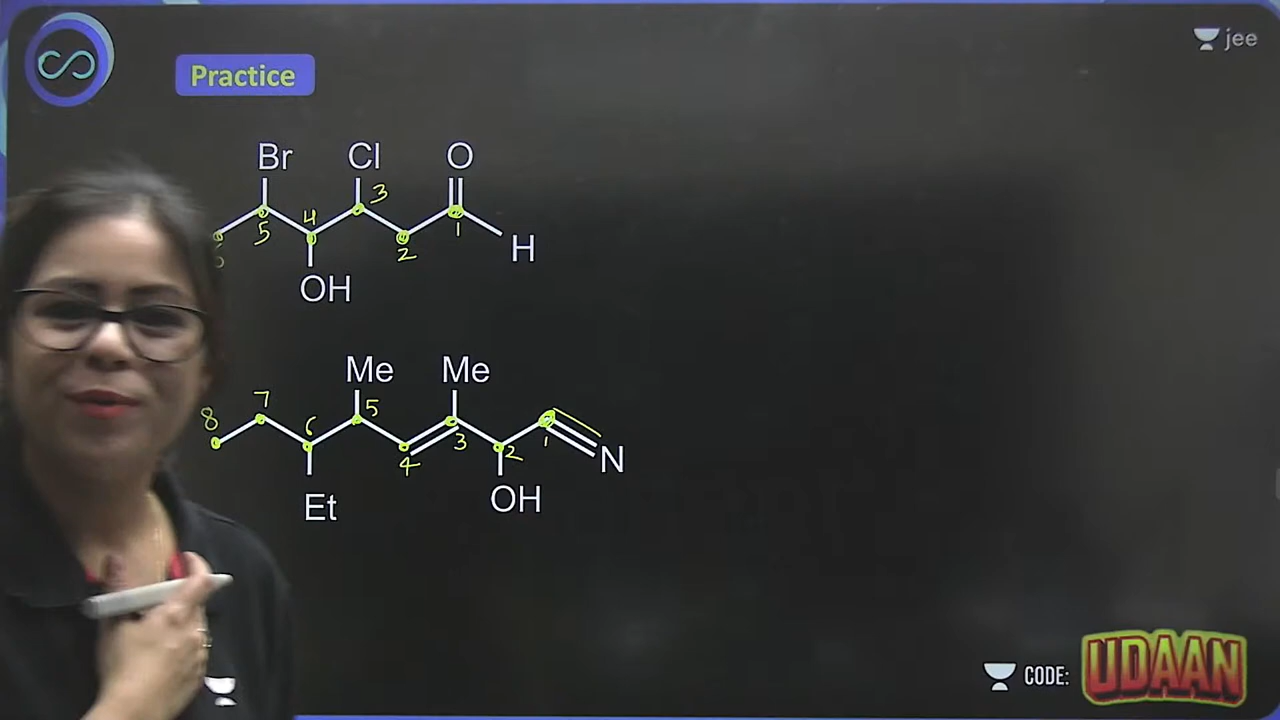 jee
Practice
Br Cl O
3
4
5 1
6 2
H
OH
Me Me
7 5
8 6
3 2 1
4
N
Et OH
CODE: UDAAN